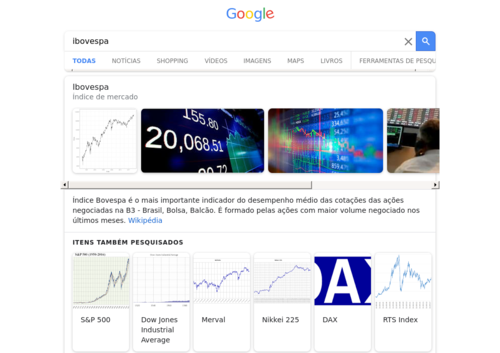 Google
ibovespa
TODAS NOTÍCIAS SHOPPING VÍDEOS IMAGENS MAPS LIVROS FERRAMENTAS DE PESQU
Ibovespa
Índice de mercado
155.80
20,068.51
Índice Bovespa é o mais importante indicador do desempenho médio das cotações das ações
negociadas na B3 - Brasil, Bolsa, Balcão. É formado pelas ações com maior volume negociado nos
últimos meses. Wikipédia
ITENS TAMBÉM PESQUISADOS
S&P 500
Dow Jones
Industrial
Average
Merval
Nikkei 225
DAX
DAX
RTS Index